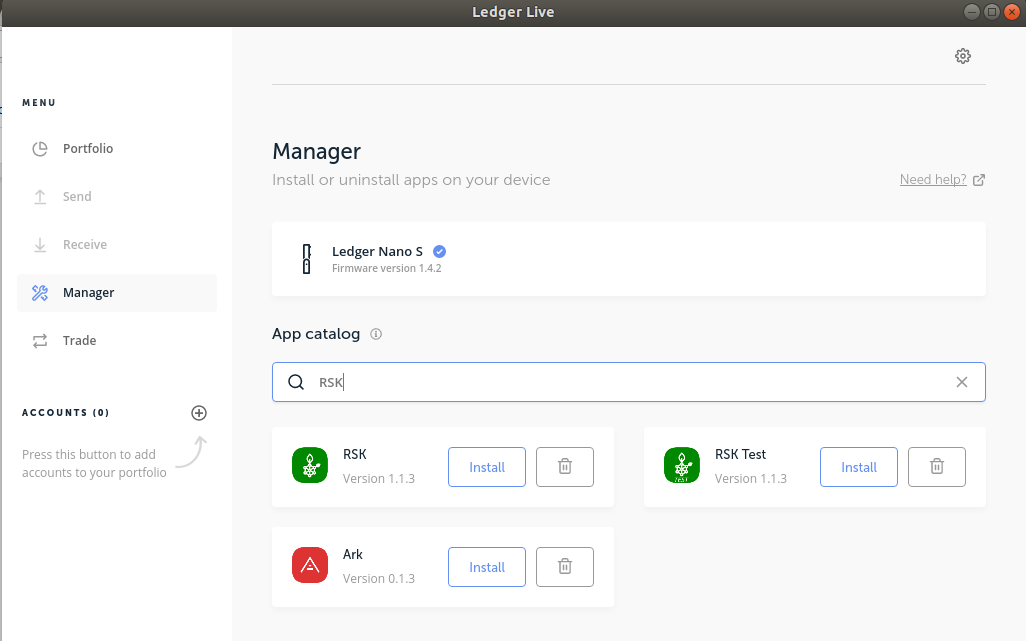 Ledger Live
MENU
Portfolio
Send
Receive
Manager
Trade
ACCOUNTS (0)
Press this button to add
accounts to your portfolio
Manager
Install or uninstall apps on your device
Need help?
Ledger Nano S
Firmware version 1.4.2
App catalog
RSK
RSK
Version 1.1.3
Install
RSK Test
Version 1.1.3
Install
TEST
Ark
Version 0.1.3
Install